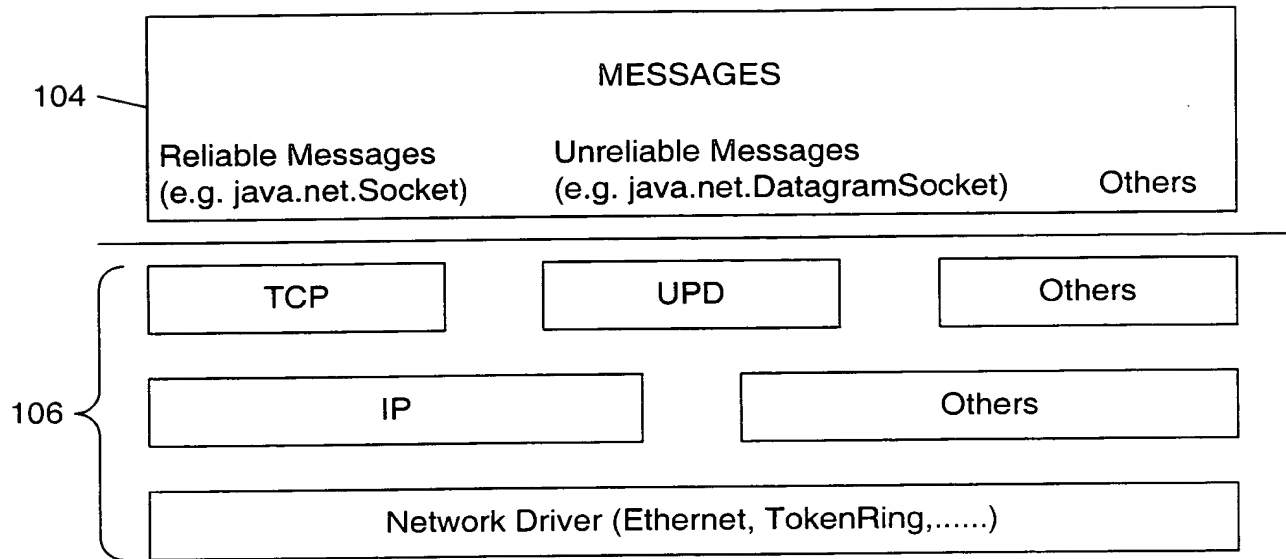 MESSAGES
104
Reliable Messages
(e.g. java.net.Socket)
Unreliable Messages
(e.g. java.net.DatagramSocket)
Others
TCP
UPD
Others
106
IP
Others
Network Driver (Ethernet, TokenRing,......)